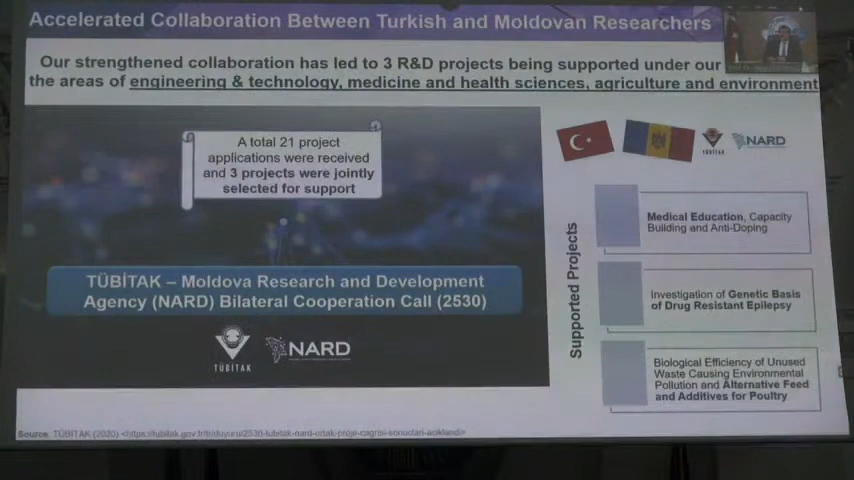 Accelerated Collaboration Between Turkish and Moldovan Researchers
Our strengthened collaboration has led to 3 R&D projects being supported under our
the areas of engineering & technology, medicine and health sciences, agriculture and environment
A total 21 project
applications were received
and 3 projects were jointly
selected for support
TÜBİTAK – Moldova Research and Development
Agency (NARD) Bilateral Cooperation Call (2530)
TÜBİTAK
NARD
TÜBİTAK
NARD
Supported Projects
Medical Education, Capacity
Building and Anti-Doping
Investigation of Genetic Basis
of Drug Resistant Epilepsy
Biological Efficiency of Unused
Waste Causing Environmental
Pollution and Alternative Feed
and Additives for Poultry
Source: TÜBİTAK (2020)